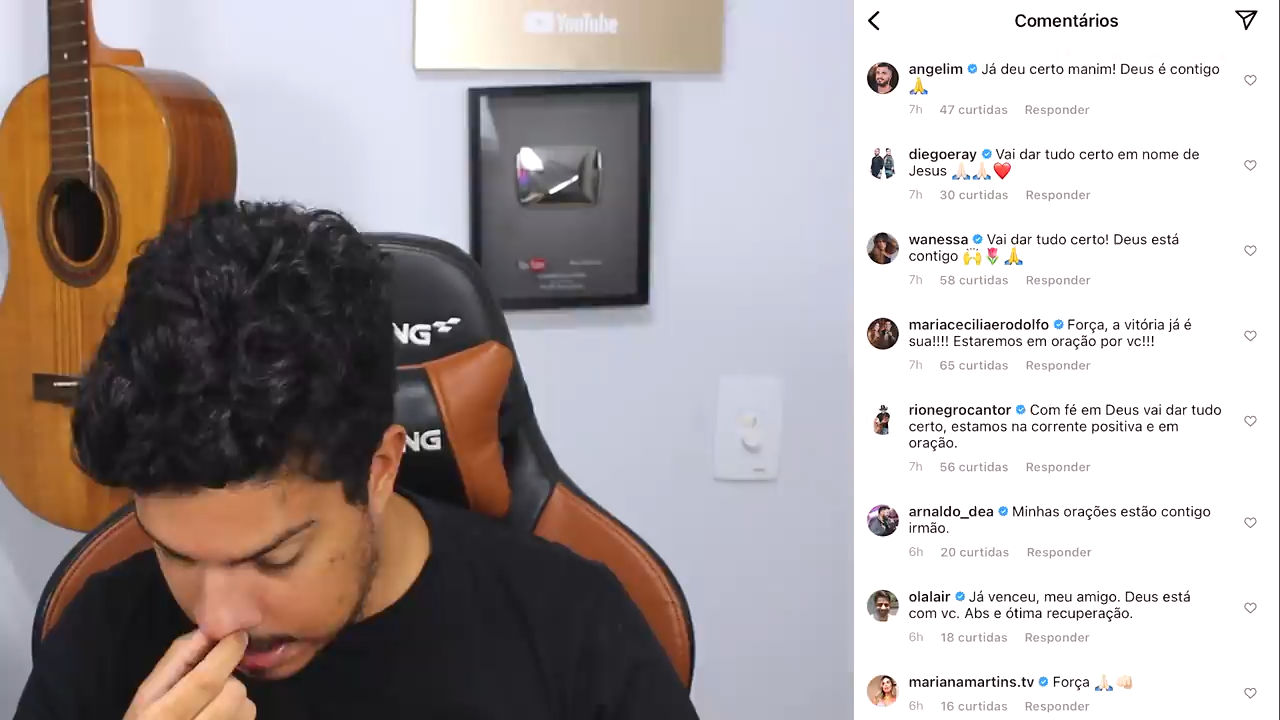 YouTube
NG
NG
Comentários
angelim Já deu certo manim! Deus é contigo
🙏
7h 47 curtidas Responder
diegoeray Vai dar tudo certo em nome de
Jesus 🙏🏻🙏🏻❤️
7h 30 curtidas Responder
wanessa Vai dar tudo certo! Deus está
contigo 🙌🌷🙏
7h 58 curtidas Responder
mariaceciliaerodolfo Força, a vitória já é
sua!!!! Estaremos em oração por vc!!!
7h 65 curtidas Responder
rionegrocantor Com fé em Deus vai dar tudo
certo, estamos na corrente positiva e em
oração.
7h 56 curtidas Responder
arnaldo_dea Minhas orações estão contigo
irmão.
6h 20 curtidas Responder
olalair Já venceu, meu amigo. Deus está
com vc. Abs e ótima recuperação.
6h 18 curtidas Responder
marianamartins.tv Força 🙏🏻👊🏻
6h 16 curtidas Responder